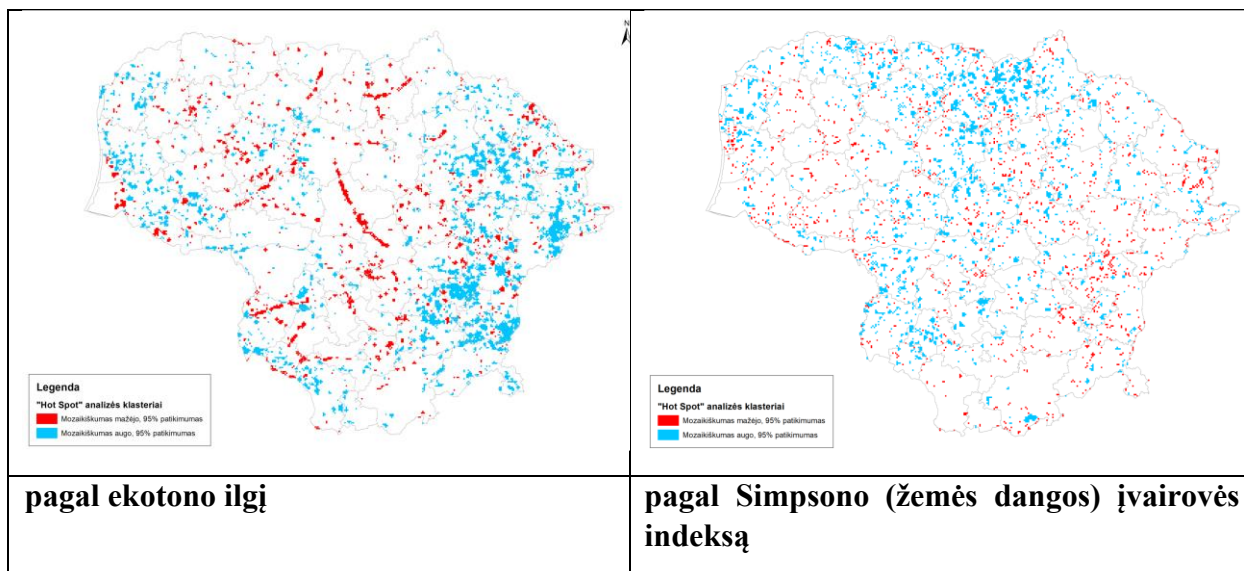 N
Legenda
"Hot Spot" analizės klasteriai
Mozaikiškumas mažėjo, 95% patikimumas
Mozaikiškumas augo, 95% patikimumas
Legenda
"Hot Spot" analizės klasteriai
Mozaikiškumas mažėjo, 95% patikimumas
Mozaikiškumas augo, 95% patikimumas
pagal ekotono ilgį
pagal Simpsono (žemės dangos) įvairovės
indeksą